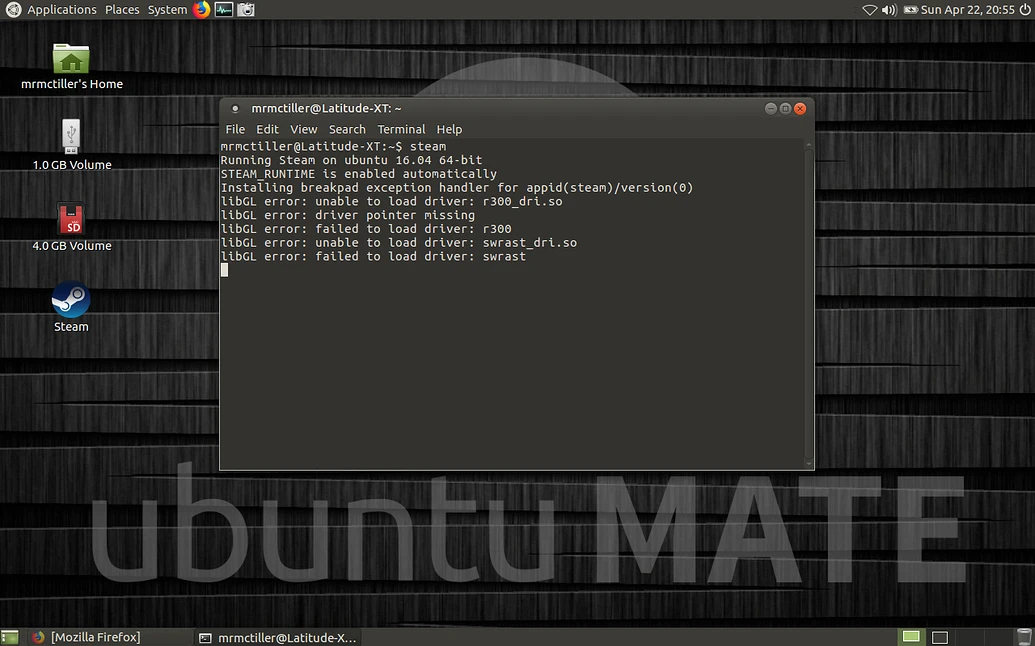 Applications Places System
Sun Apr 22, 20:55
mrmctiller's Home
1.0 GB Volume
SD
4.0 GB Volume
Steam
mrmctiller@Latitude-XT: ~
File Edit View Search Terminal Help
mrmctiller@Latitude-XT:~$ steam
Running Steam on ubuntu 16.04 64-bit
STEAM_RUNTIME is enabled automatically
Installing breakpad exception handler for appid(steam)/version(0)
libGL error: unable to load driver: r300_dri.so
libGL error: driver pointer missing
libGL error: failed to load driver: r300
libGL error: unable to load driver: swrast_dri.so
libGL error: failed to load driver: swrast
ubuntu MATE
[Mozilla Firefox]
mrmctiller@Latitude-X...